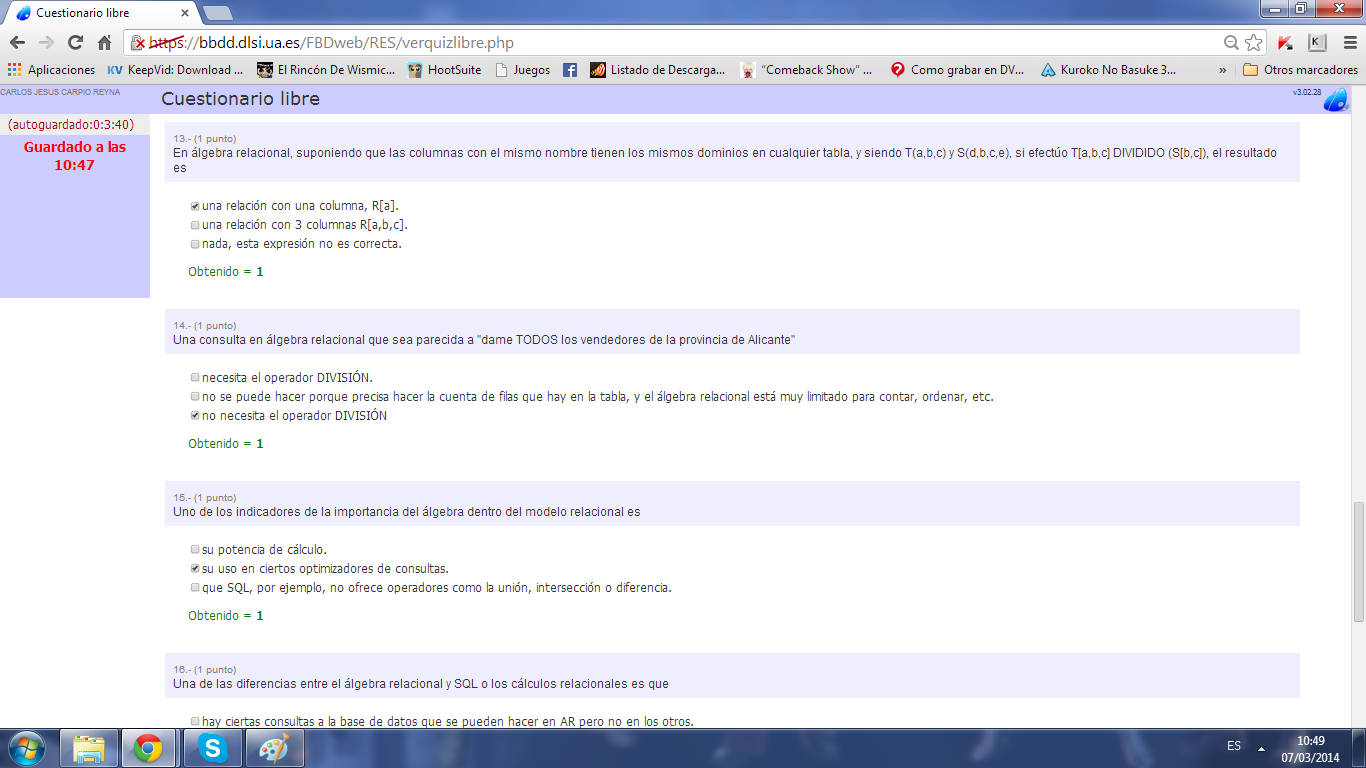 Cuestionario libre
https://bbdd.dlsi.ua.es/FBDweb/RES/verquizlibre.php
Aplicaciones KeepVid: Download ... El Rincón De Wismic... HootSuite Juegos Listado de Descarga... "Comeback Show" ... Como grabar en DV... Kuroko No Basuke 3... » Otros marcadores
CARLOS JESUS CARPIO REYNA
Cuestionario libre
v3.02.28
(autoguardado:0:3:40)
Guardado a las
10:47
13.- (1 punto)
En álgebra relacional, suponiendo que las columnas con el mismo nombre tienen los mismos dominios en cualquier tabla, y siendo T(a,b,c) y S(d,b,c,e), si efectúo T[a,b,c] DIVIDIDO (S[b,c]), el resultado
es
una relación con una columna, R[a].
una relación con 3 columnas R[a,b,c].
nada, esta expresión no es correcta.
Obtenido = 1
14.- (1 punto)
Una consulta en álgebra relacional que sea parecida a "dame TODOS los vendedores de la provincia de Alicante"
necesita el operador DIVISIÓN.
no se puede hacer porque precisa hacer la cuenta de filas que hay en la tabla, y el álgebra relacional está muy limitado para contar, ordenar, etc.
no necesita el operador DIVISIÓN
Obtenido = 1
15.- (1 punto)
Uno de los indicadores de la importancia del álgebra dentro del modelo relacional es
su potencia de cálculo.
su uso en ciertos optimizadores de consultas.
que SQL, por ejemplo, no ofrece operadores como la unión, intersección o diferencia.
Obtenido = 1
16.- (1 punto)
Una de las diferencias entre el álgebra relacional y SQL o los cálculos relacionales es que
hay ciertas consultas a la base de datos que se pueden hacer en AR pero no en los otros.
ES
10:49
07/03/2014